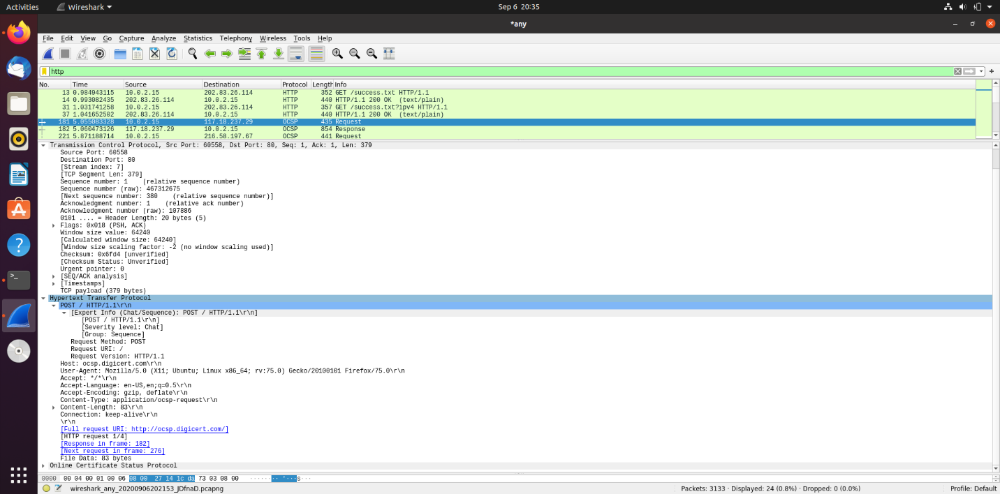 Activities Wireshark Sep 6 20:35
*any
File Edit View Go Capture Analyze Statistics Telephony Wireless Tools Help
http
No. Time Source Destination Protocol Length Info
13 0.984943115 10.0.2.15 202.83.26.114 HTTP 352 GET /success.txt HTTP/1.1
14 0.993082435 202.83.26.114 10.0.2.15 HTTP 440 HTTP/1.1 200 OK (text/plain)
31 1.031741258 10.0.2.15 202.83.26.114 HTTP 357 GET /success.txt?ipv4 HTTP/1.1
37 1.041652502 202.83.26.114 10.0.2.15 HTTP 440 HTTP/1.1 200 OK (text/plain)
181 5.055083328 10.0.2.15 117.18.237.29 OCSP 435 Request
182 5.060473126 117.18.237.29 10.0.2.15 OCSP 854 Response
221 5.871188714 10.0.2.15 216.58.197.67 OCSP 441 Request
Transmission Control Protocol, Src Port: 60558, Dst Port: 80, Seq: 1, Ack: 1, Len: 379
Source Port: 60558
Destination Port: 80
[Stream index: 7]
[TCP Segment Len: 379]
Sequence number: 1 (relative sequence number)
Sequence number (raw): 467312675
[Next sequence number: 380 (relative sequence number)]
Acknowledgment number: 1 (relative ack number)
Acknowledgment number (raw): 107886
0101 .... = Header Length: 20 bytes (5)
Flags: 0x018 (PSH, ACK)
Window size value: 64240
[Calculated window size: 64240]
[Window size scaling factor: -2 (no window scaling used)]
Checksum: 0x6fd4 [unverified]
[Checksum Status: Unverified]
Urgent pointer: 0
[SEQ/ACK analysis]
[Timestamps]
TCP payload (379 bytes)
Hypertext Transfer Protocol
POST / HTTP/1.1\r\n
[Expert Info (Chat/Sequence): POST / HTTP/1.1\r\n]
[POST / HTTP/1.1\r\n]
[Severity level: Chat]
[Group: Sequence]
Request Method: POST
Request URI: /
Request Version: HTTP/1.1
Host: ocsp.digicert.com\r\n
User-Agent: Mozilla/5.0 (X11; Ubuntu; Linux x86_64; rv:75.0) Gecko/20100101 Firefox/75.0\r\n
Accept: */*\r\n
Accept-Language: en-US,en;q=0.5\r\n
Accept-Encoding: gzip, deflate\r\n
Content-Type: application/ocsp-request\r\n
Content-Length: 83\r\n
Connection: keep-alive\r\n
\r\n
[Full request URI: http://ocsp.digicert.com/]
[HTTP request 1/4]
[Response in frame: 182]
[Next request in frame: 276]
File Data: 83 bytes
Online Certificate Status Protocol
0000 00 04 00 01 00 06 08 00 27 14 1c da 73 03 08 00 ········'···s···
wireshark_any_20200906202153_JDfnaD.pcapng Packets: 3133 · Displayed: 24 (0.8%) · Dropped: 0 (0.0%) Profile: Default